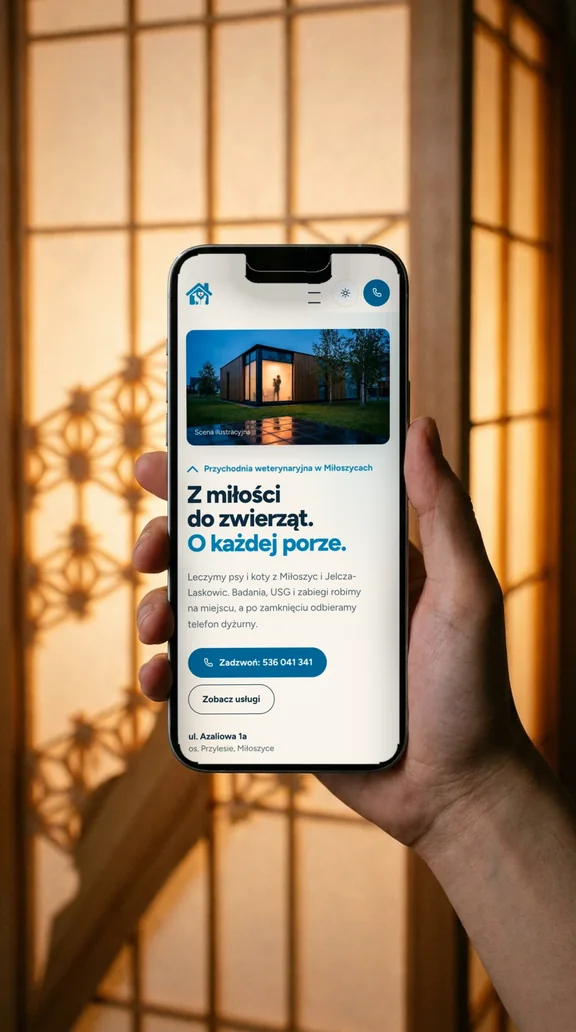 Scena ilustracyjna
Przychodnia weterynaryjna w Miłoszycach
Z miłości
do zwierząt.
O każdej porze.
Leczymy psy i koty z Miłoszyc i Jelcza-
Laskowic. Badania, USG i zabiegi robimy
na miejscu, a po zamknięciu odbieramy
telefon dyżurny.
Zadzwoń: 536 041 341
Zobacz usługi
ul. Azaliowa 1a
os. Przylesie, Miłoszyce